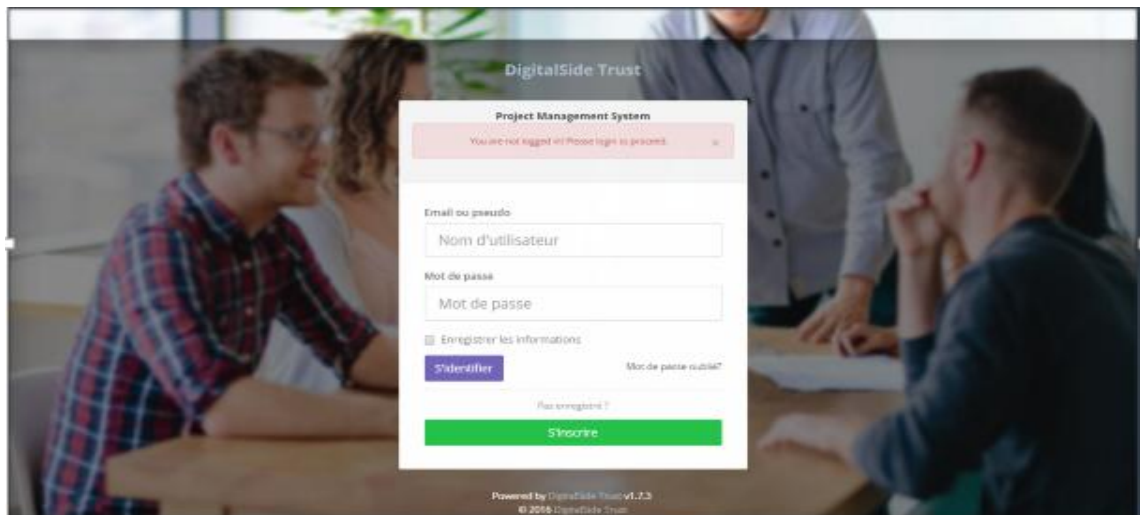 DigitalSide Trust
Project Management System
You are not logged in! Please login to proceed. ×
Email ou pseudo
Nom d'utilisateur
Mot de passe
Mot de passe
Enregistrer les informations
S'identifier Mot de passe oublié?
Pas enregistré ?
S'inscrire
Powered by DigitalSide Trust v1.7.3
© 2016 DigitalSide Trust